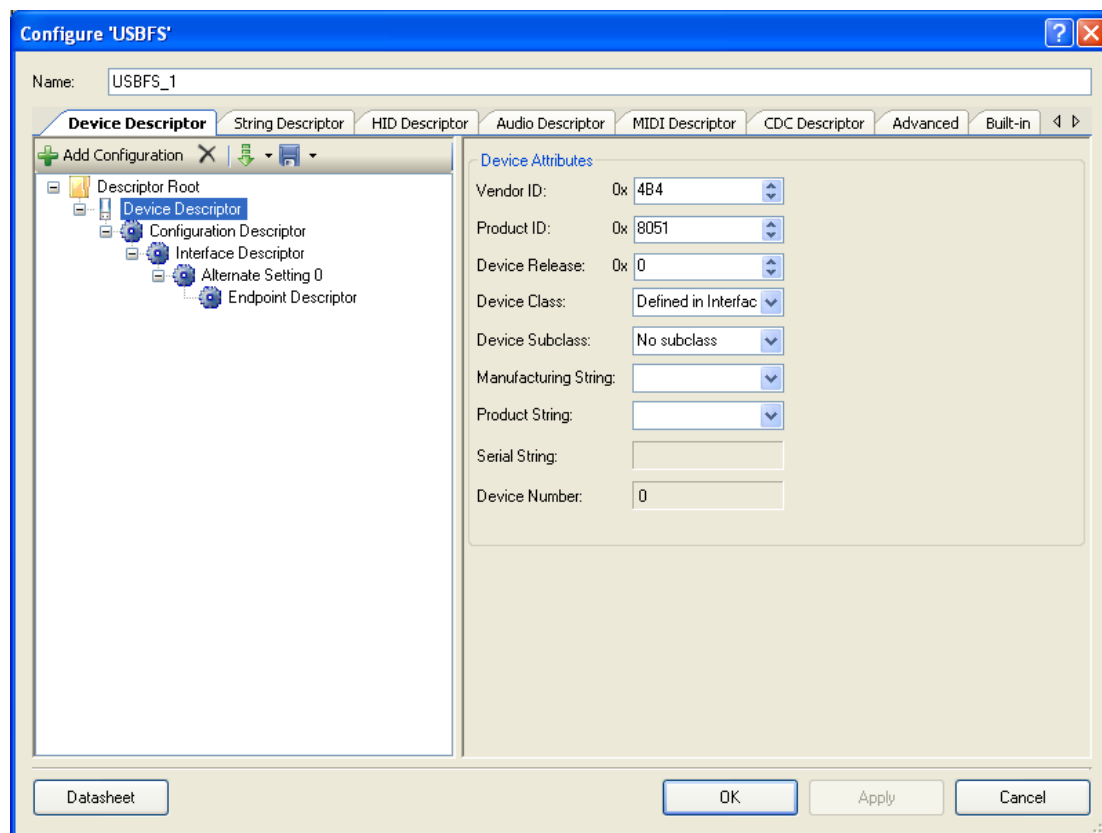 Configure 'USBFS'
Name: USBFS_1
Device Descriptor String Descriptor HID Descriptor Audio Descriptor MIDI Descriptor CDC Descriptor Advanced Built-in
Add Configuration
Descriptor Root
Device Descriptor
Configuration Descriptor
Interface Descriptor
Alternate Setting 0
Endpoint Descriptor
Device Attributes
Vendor ID: 0x 4B4
Product ID: 0x 8051
Device Release: 0x 0
Device Class: Defined in Interfac
Device Subclass: No subclass
Manufacturing String:
Product String:
Serial String:
Device Number: 0
Datasheet OK Apply Cancel